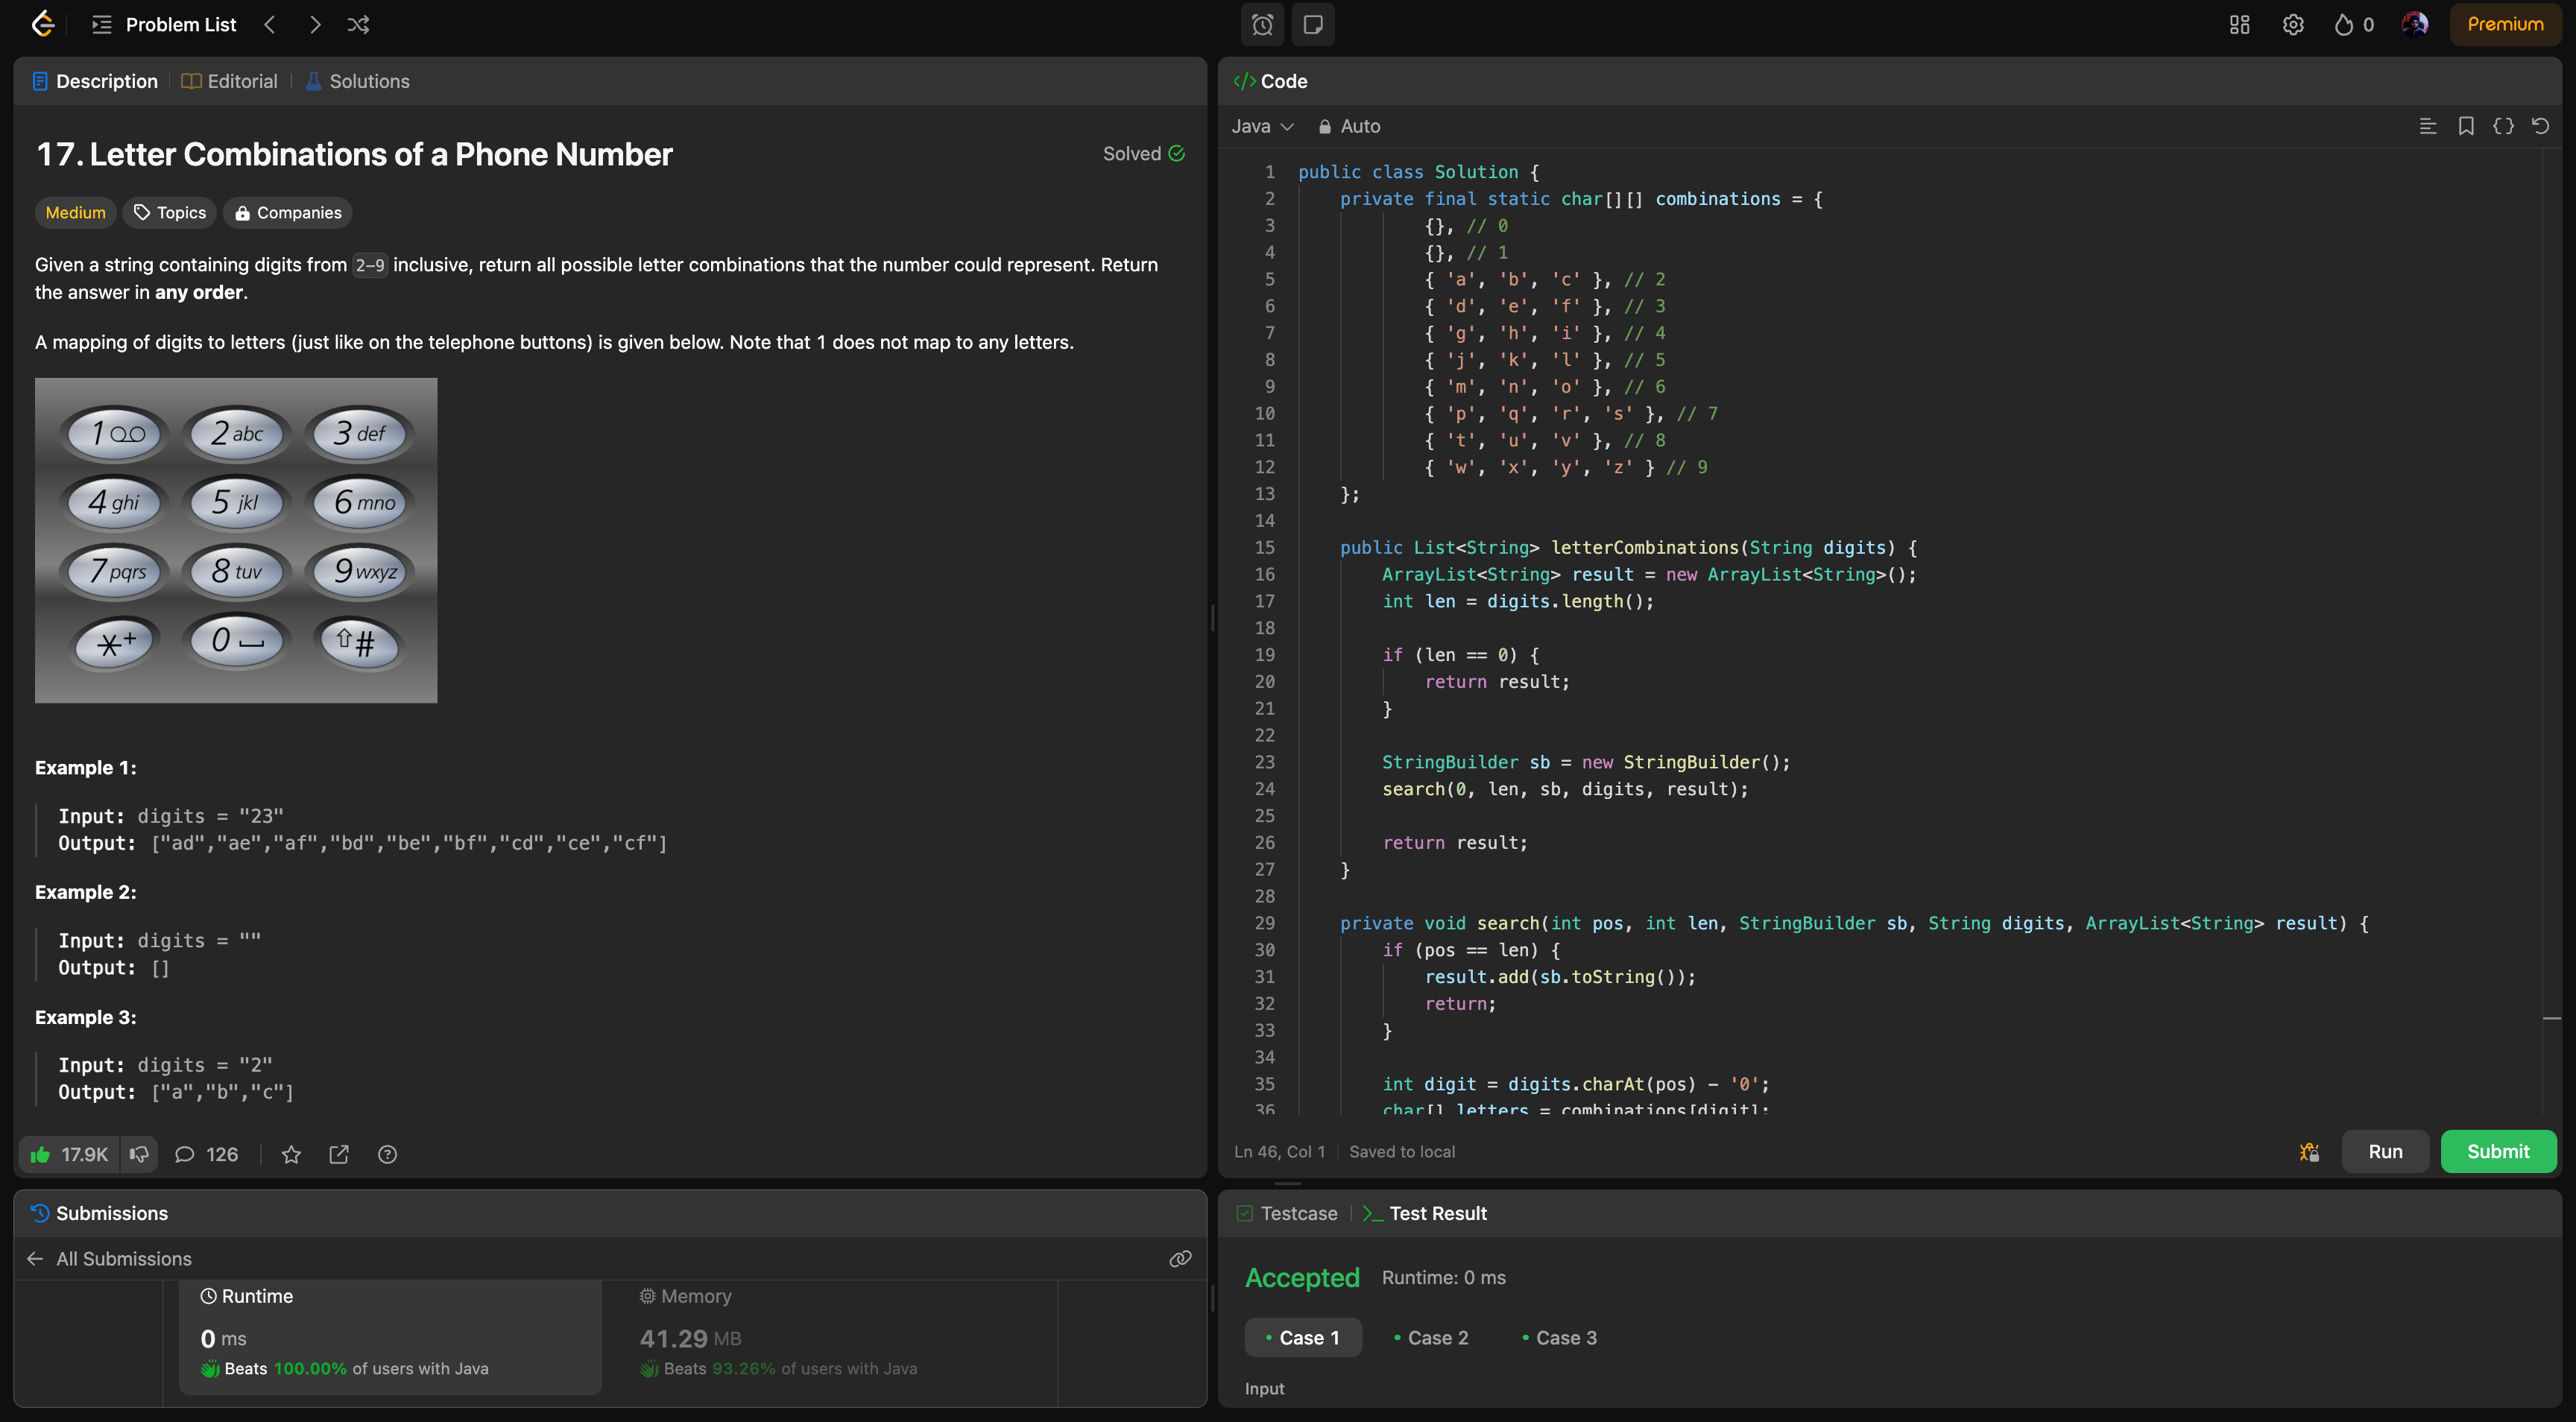 Problem List
0
Premium
Description
Editorial
Solutions
17. Letter Combinations of a Phone Number
Solved
Medium
Topics
Companies
Given a string containing digits from 2-9 inclusive, return all possible letter combinations that the number could represent. Return
the answer in any order.
A mapping of digits to letters (just like on the telephone buttons) is given below. Note that 1 does not map to any letters.
1 2 abc 3 def
4 ghi 5 jkl 6 mno
7 pqrs 8 tuv 9 wxyz
*+ 0 #
Example 1:
Input: digits = "23"
Output: ["ad","ae","af","bd","be","bf","cd","ce","cf"]
Example 2:
Input: digits = ""
Output: []
Example 3:
Input: digits = "2"
Output: ["a","b","c"]
17.9K
126
Submissions
All Submissions
Runtime
0 ms
Beats 100.00% of users with Java
Memory
41.29 MB
Beats 93.26% of users with Java
</> Code
Java
Auto
1 public class Solution {
2 private final static char[][] combinations = {
3 {}, // 0
4 {}, // 1
5 { 'a', 'b', 'c' }, // 2
6 { 'd', 'e', 'f' }, // 3
7 { 'g', 'h', 'i' }, // 4
8 { 'j', 'k', 'l' }, // 5
9 { 'm', 'n', 'o' }, // 6
10 { 'p', 'q', 'r', 's' }, // 7
11 { 't', 'u', 'v' }, // 8
12 { 'w', 'x', 'y', 'z' } // 9
13 };
14
15 public List<String> letterCombinations(String digits) {
16 ArrayList<String> result = new ArrayList<String>();
17 int len = digits.length();
18
19 if (len == 0) {
20 return result;
21 }
22
23 StringBuilder sb = new StringBuilder();
24 search(0, len, sb, digits, result);
25
26 return result;
27 }
28
29 private void search(int pos, int len, StringBuilder sb, String digits, ArrayList<String> result) {
30 if (pos == len) {
31 result.add(sb.toString());
32 return;
33 }
34
35 int digit = digits.charAt(pos) - '0';
36 char[] letters = combinations[digit];
Ln 46, Col 1
Saved to local
Run
Submit
Testcase
Test Result
Accepted
Runtime: 0 ms
Case 1
Case 2
Case 3
Input